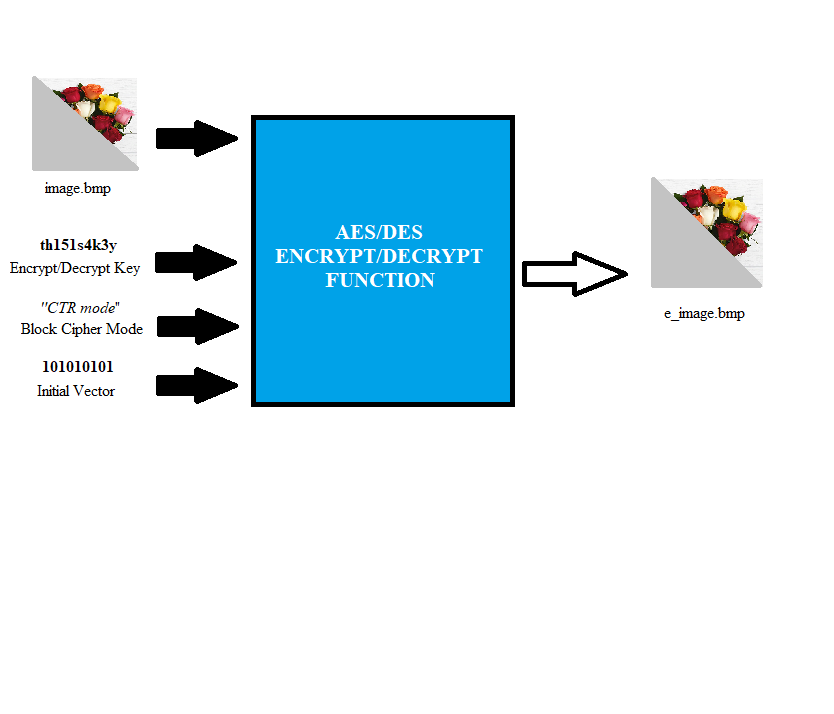 image.bmp
th151s4k3y
Encrypt/Decrypt Key
"CTR mode"
Block Cipher Mode
101010101
Initial Vector
AES/DES
ENCRYPT/DECRYPT
FUNCTION
e_image.bmp